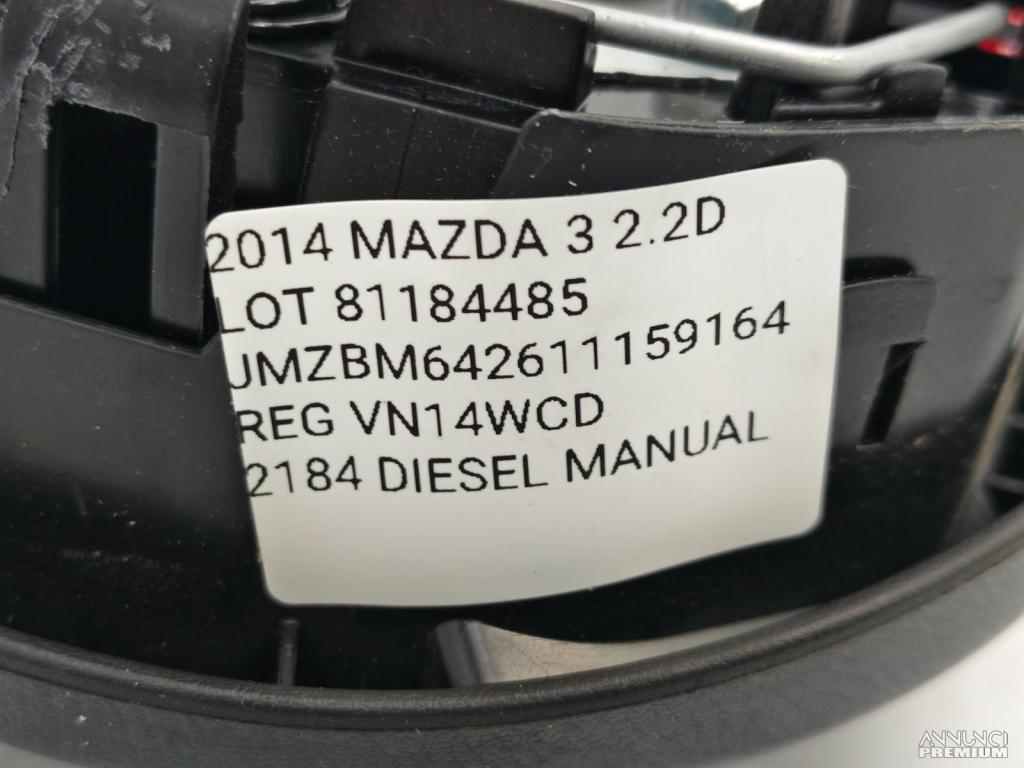 2014 MAZDA 3 2.2D
LOT 81184485
JMZBM642611159164
REG VN14WCD
2184 DIESEL MANUAL
ANNUNCI
PREMIUM